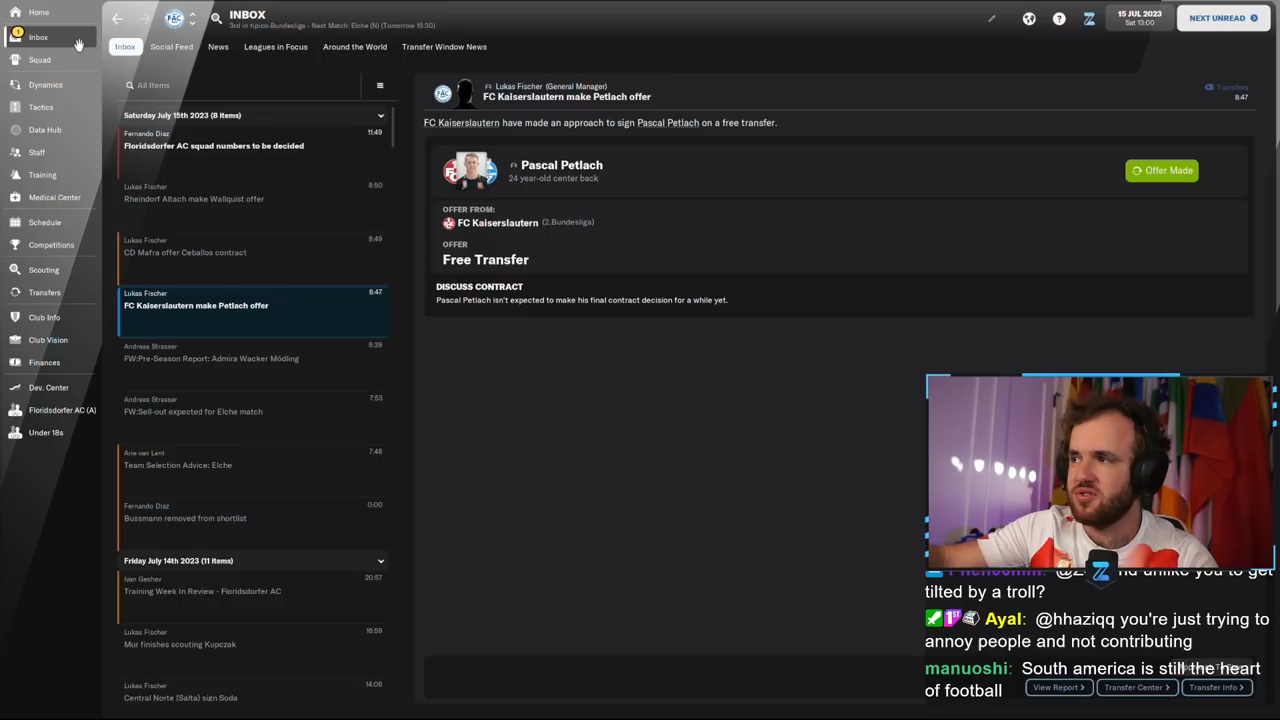 Home
1
Inbox
Squad
Dynamics
Tactics
Data Hub
Staff
Training
Medical Center
Schedule
Competitions
Scouting
Transfers
Club Info
Club Vision
Finances
Dev. Center
Floridsdorfer AC (A)
Under 18s
FAC
INBOX
3rd in tipico-Bundesliga - Next Match: Elche (N) (Tomorrow 15:30)
15 JUL 2023
Sat 13:00
NEXT UNREAD
Inbox
Social Feed
News
Leagues in Focus
Around the World
Transfer Window News
All Items
Saturday July 15th 2023 (8 items)
Fernando Diaz
11:49
Floridsdorfer AC squad numbers to be decided
Lukas Fischer
8:50
Rheindorf Altach make Wallquist offer
Lukas Fischer
8:49
CD Mafra offer Ceballos contract
Lukas Fischer
8:47
FC Kaiserslautern make Petlach offer
Andreas Strasser
8:39
FW:Pre-Season Report: Admira Wacker Mödling
Andreas Strasser
7:53
FW:Sell-out expected for Elche match
Arie van Lent
7:48
Team Selection Advice: Elche
Fernando Diaz
0:00
Bussmann removed from shortlist
Friday July 14th 2023 (11 items)
Ivan Geshev
20:57
Training Week In Review - Floridsdorfer AC
Lukas Fischer
16:59
Mur finishes scouting Kupczak
Lukas Fischer
14:06
Central Norte (Salta) sign Soda
Lukas Fischer (General Manager)
FC Kaiserslautern make Petlach offer
Transfers
8:47
FC Kaiserslautern have made an approach to sign Pascal Petlach on a free transfer.
Pascal Petlach
24 year-old center back
Offer Made
OFFER FROM:
FC Kaiserslautern (2.Bundesliga)
OFFER
Free Transfer
DISCUSS CONTRACT
Pascal Petlach isn't expected to make his final contract decision for a while yet.
unlike you to get
tilted by a troll?
Ayal: @hhaziqq you're just trying to
annoy people and not contributing
manuoshi: South america is still the heart
of football
View Report
Transfer Center
Transfer Info